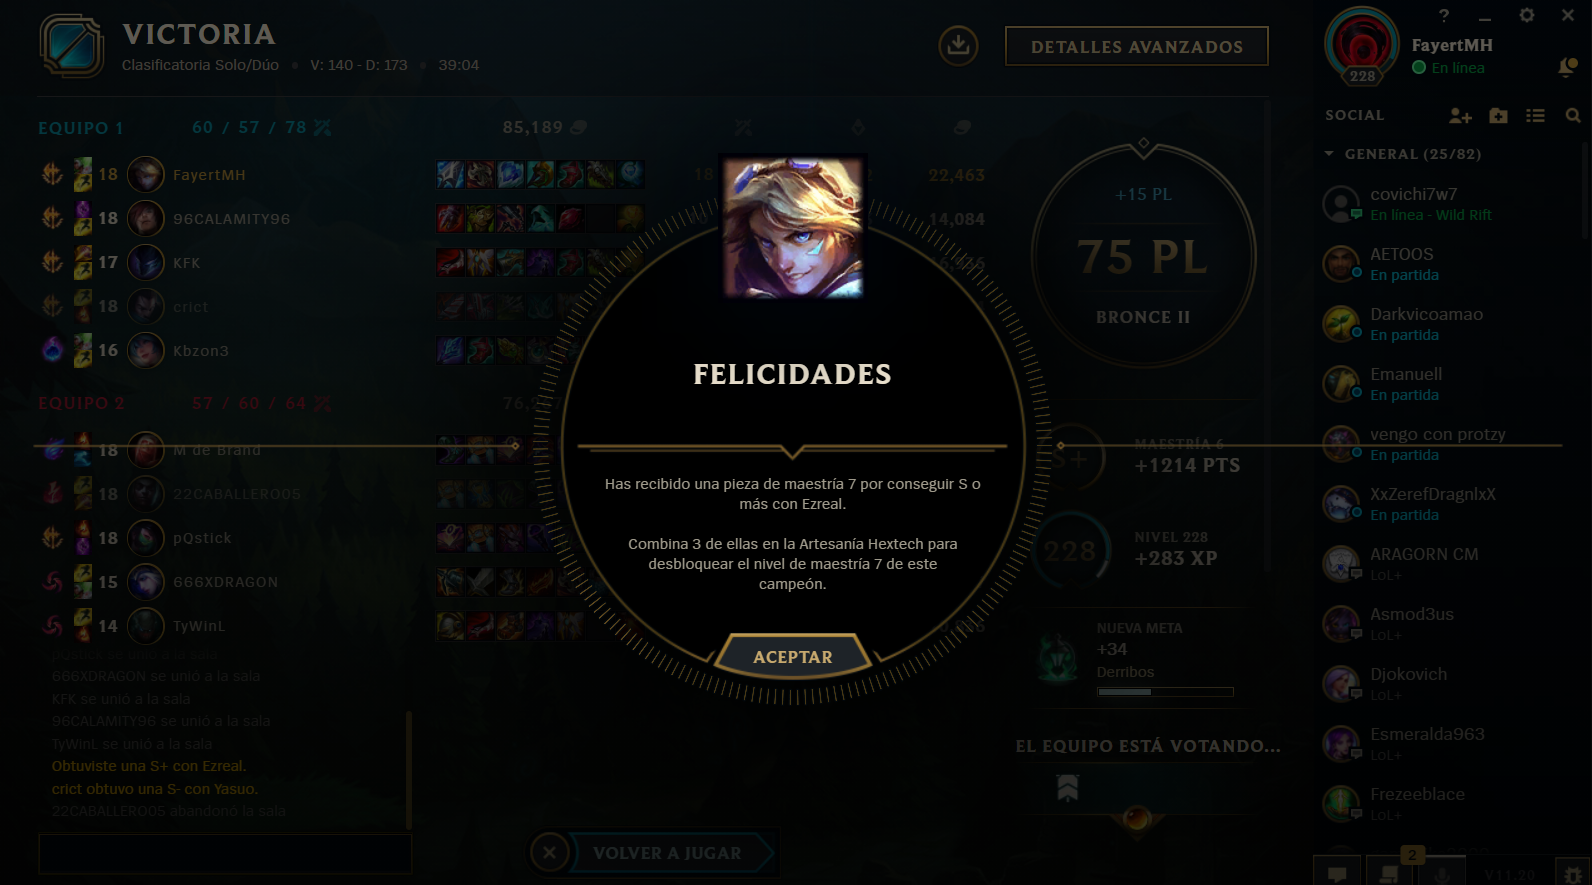 VICTORIA
Clasificatoria Solo/Dúo • V: 140 - D: 173 • 39:04
DETALLES AVANZADOS
EQUIPO 1 60 / 57 / 78 85,189
18 FayertMH 18 22,463
18 96CALAMITY96 14,084
17 KFK
18 crict
16 Kbzon3
EQUIPO 2 57 / 60 / 64
18 M de Brand
18 22CABALLERO05
18 pQstick
15 666XDRAGON
14 TyWinL
pQstick se unió a la sala
666XDRAGON se unió a la sala
KFK se unió a la sala
96CALAMITY96 se unió a la sala
TyWinL se unió a la sala
Obtuviste una S+ con Ezreal.
crict obtuvo una S- con Yasuo.
22CABALLERO05 abandonó la sala
FELICIDADES
Has recibido una pieza de maestría 7 por conseguir S o
más con Ezreal.
Combina 3 de ellas en la Artesanía Hextech para
desbloquear el nivel de maestría 7 de este
campeón.
ACEPTAR
VOLVER A JUGAR
+15 PL
75 PL
BRONCE II
S+
MAESTRÍA 6
+1214 PTS
228
NIVEL 228
+283 XP
NUEVA META
+34
Derribos
EL EQUIPO ESTÁ VOTANDO...
?
FayertMH
228
En línea
SOCIAL
GENERAL (25/82)
covichi7w7
En línea - Wild Rift
AETOOS
En partida
Darkvicoamao
En partida
Emanuell
En partida
vengo con protzy
En partida
XxZerefDragnlxX
En partida
ARAGORN CM
LoL+
Asmod3us
LoL+
Djokovich
LoL+
Esmeralda963
LoL+
Frezeeblace
LoL+
2
V11.20